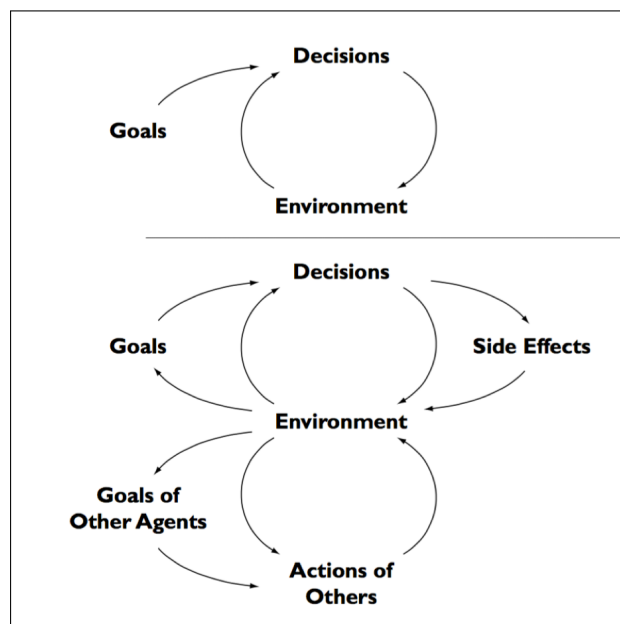 Decisions
Goals
Environment
Decisions
Goals
Side Effects
Environment
Goals of
Other Agents
Actions of
Others